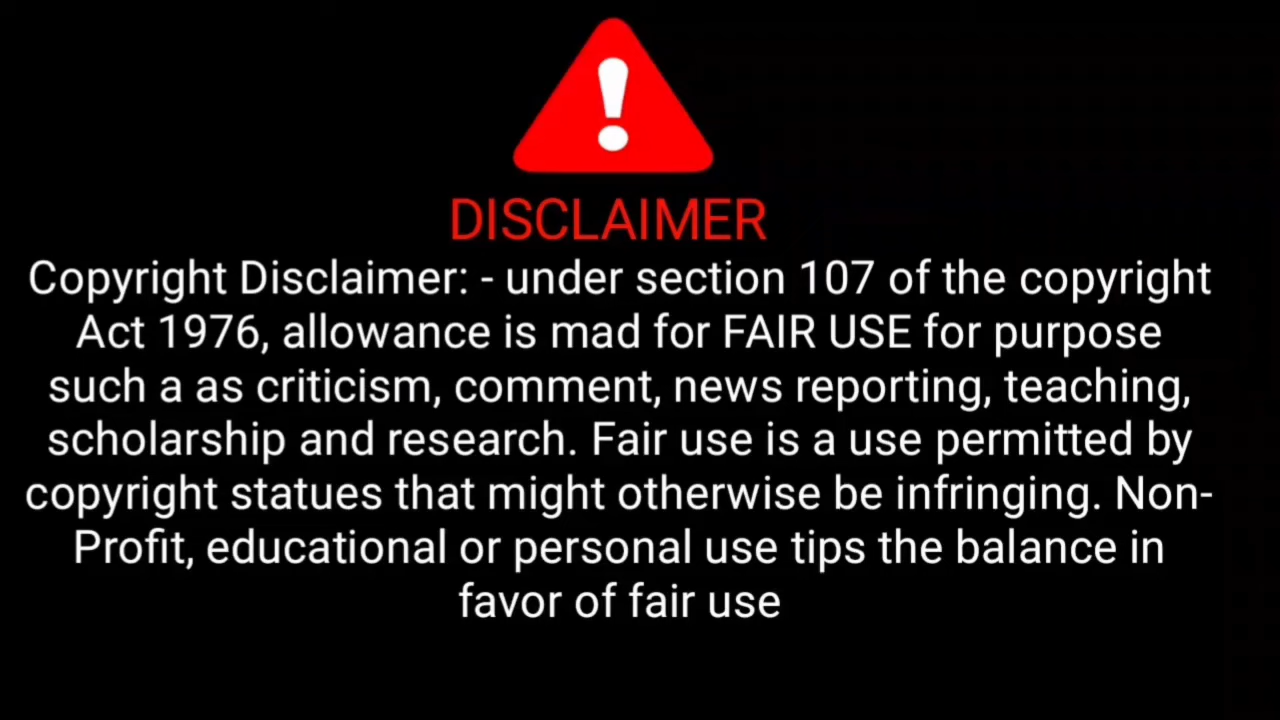 DISCLAIMER
Copyright Disclaimer: - under section 107 of the copyright
Act 1976, allowance is mad for FAIR USE for purpose
such a as criticism, comment, news reporting, teaching,
scholarship and research. Fair use is a use permitted by
copyright statues that might otherwise be infringing. Non-
Profit, educational or personal use tips the balance in
favor of fair use